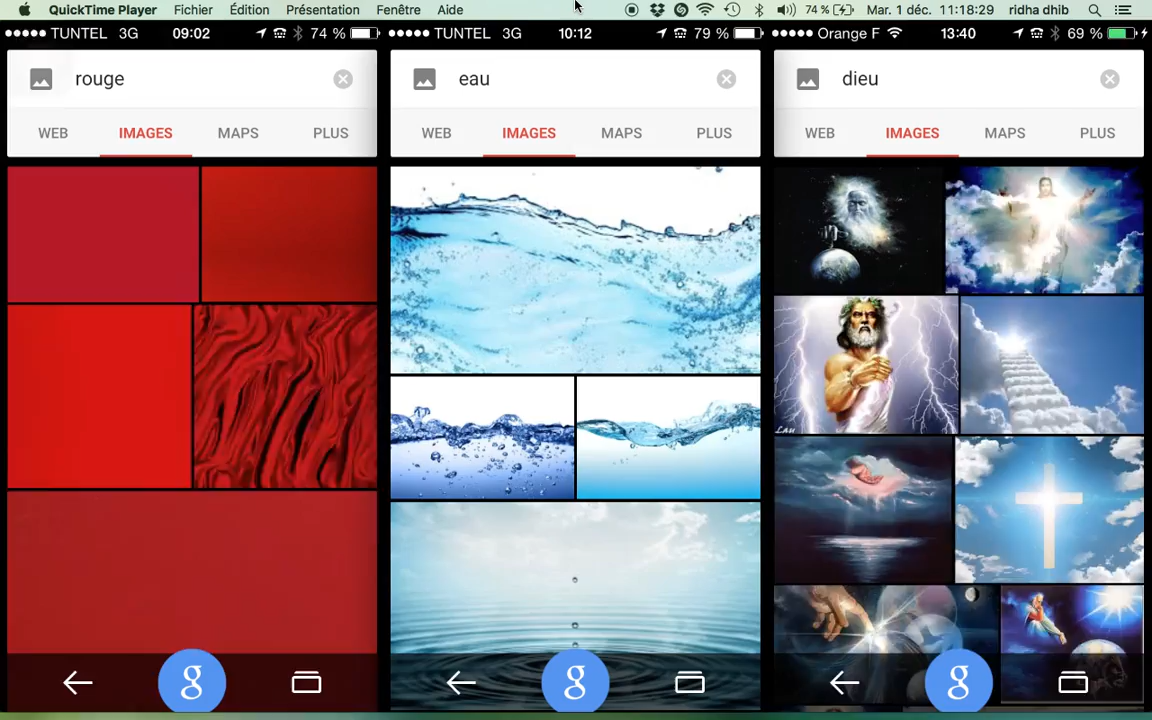 QuickTime Player Fichier Édition Présentation Fenêtre Aide 74 % Mar. 1 déc. 11:18:29 ridha dhib
TUNTEL 3G 09:02 74 %
rouge
WEB IMAGES MAPS PLUS
g
TUNTEL 3G 10:12 79 %
eau
WEB IMAGES MAPS PLUS
g
Orange F 13:40 69 %
dieu
WEB IMAGES MAPS PLUS
g